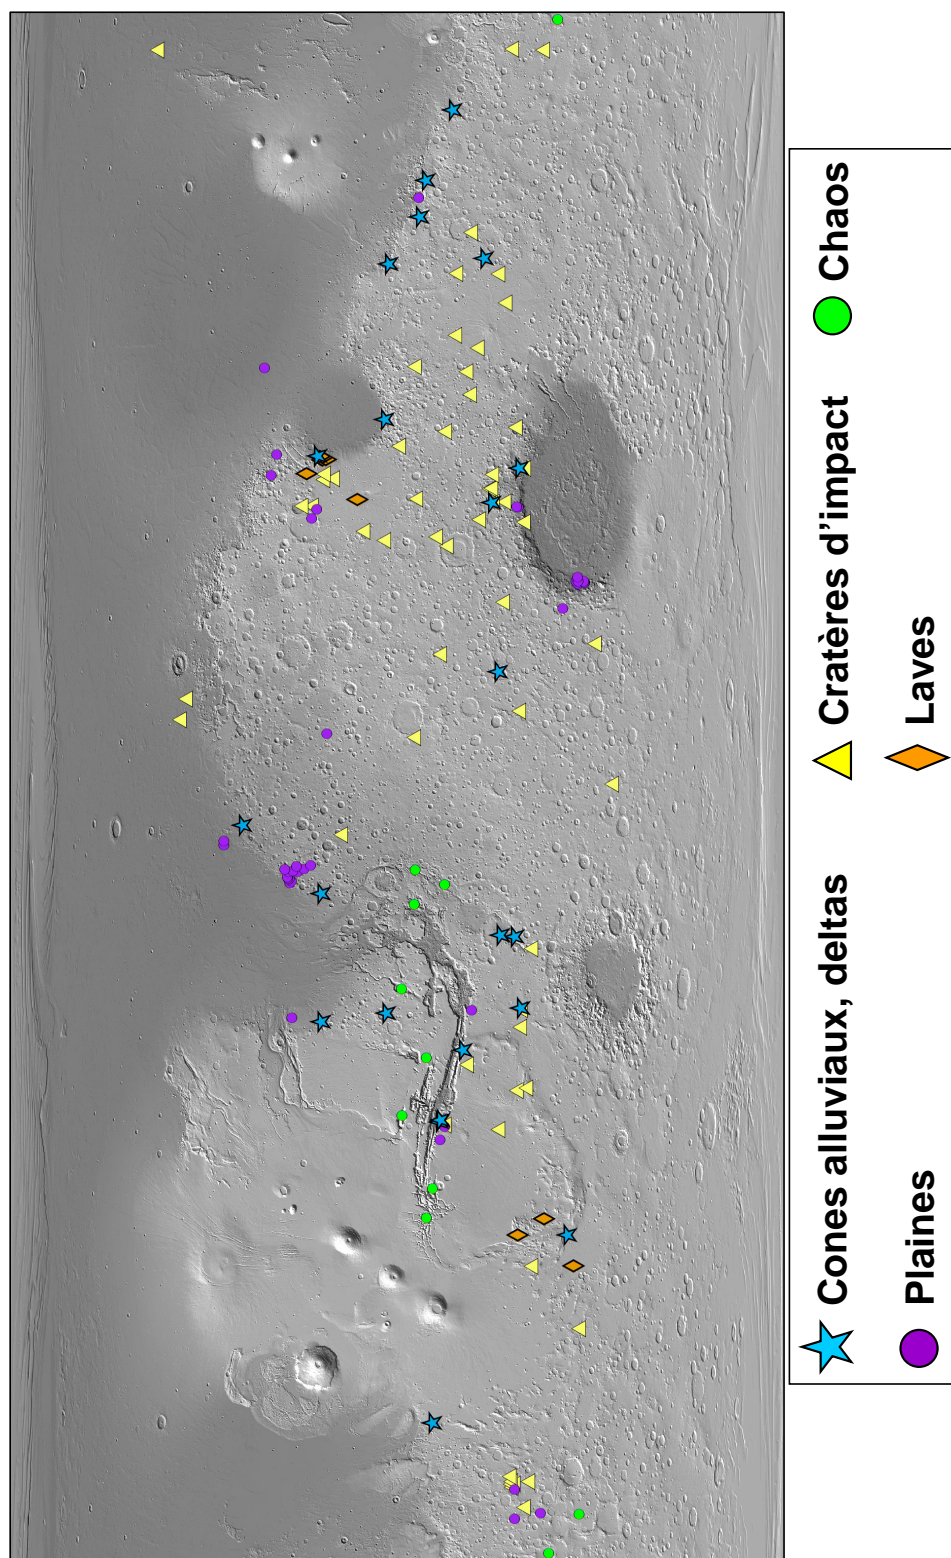 Cones alluviaux, deltas
Cratères d’impact
Chaos
Plaines
Laves